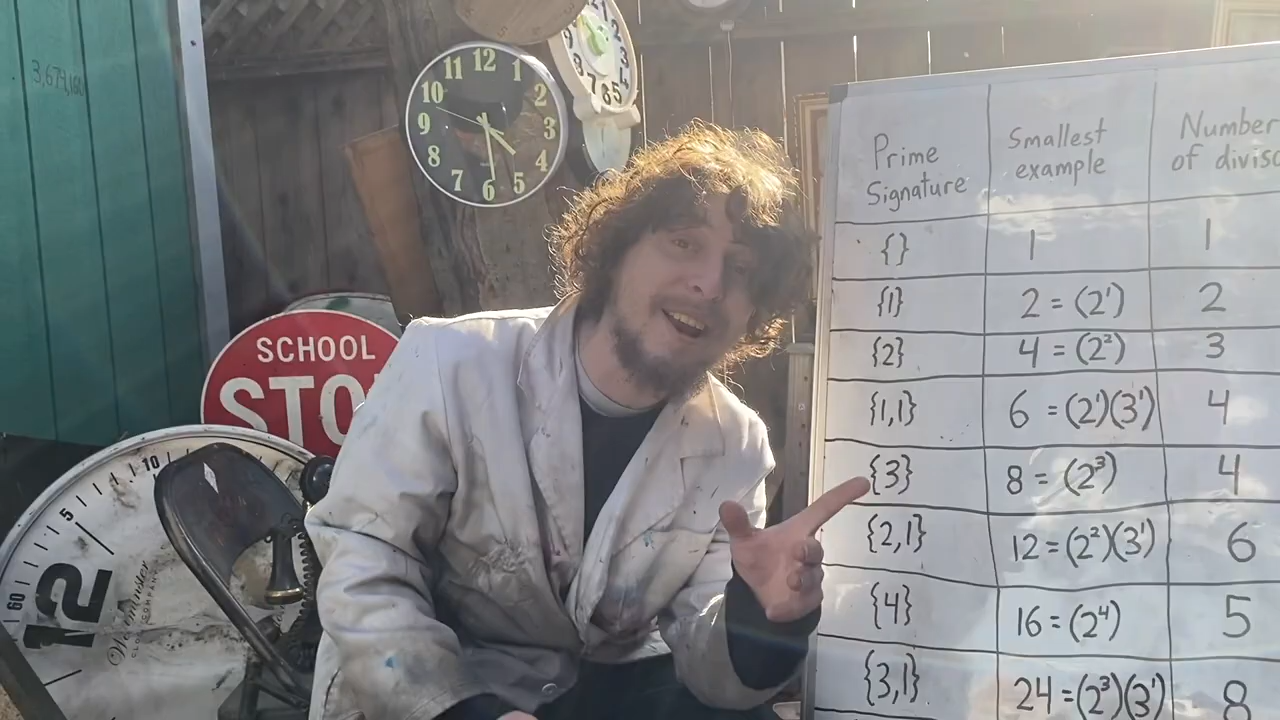 3,674,160
12
1
2
3
4
5
6
7
8
9
10
11
SCHOOL
STO
10
5
60
12
Westminster
Prime Signature
Smallest example
Number of diviso
{}
1
1
{1}
2 = (2¹)
2
{2}
4 = (2²)
3
{1,1}
6 = (2¹)(3¹)
4
{3}
8 = (2³)
4
{2,1}
12 = (2²)(3¹)
6
{4}
16 = (2⁴)
5
{3,1}
24 = (2³)(3¹)
8